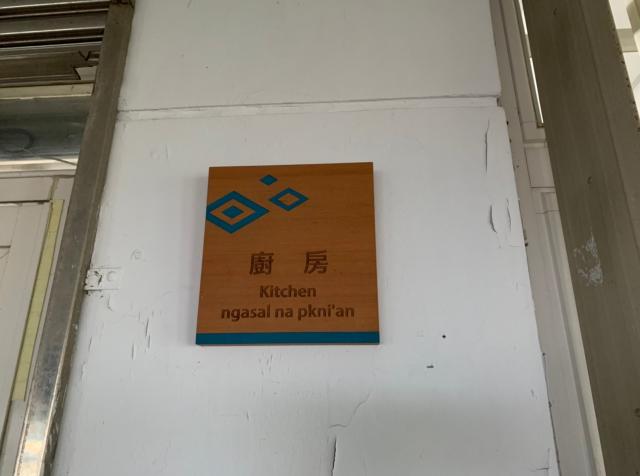 廚房
Kitchen
ngasal na pkni'an